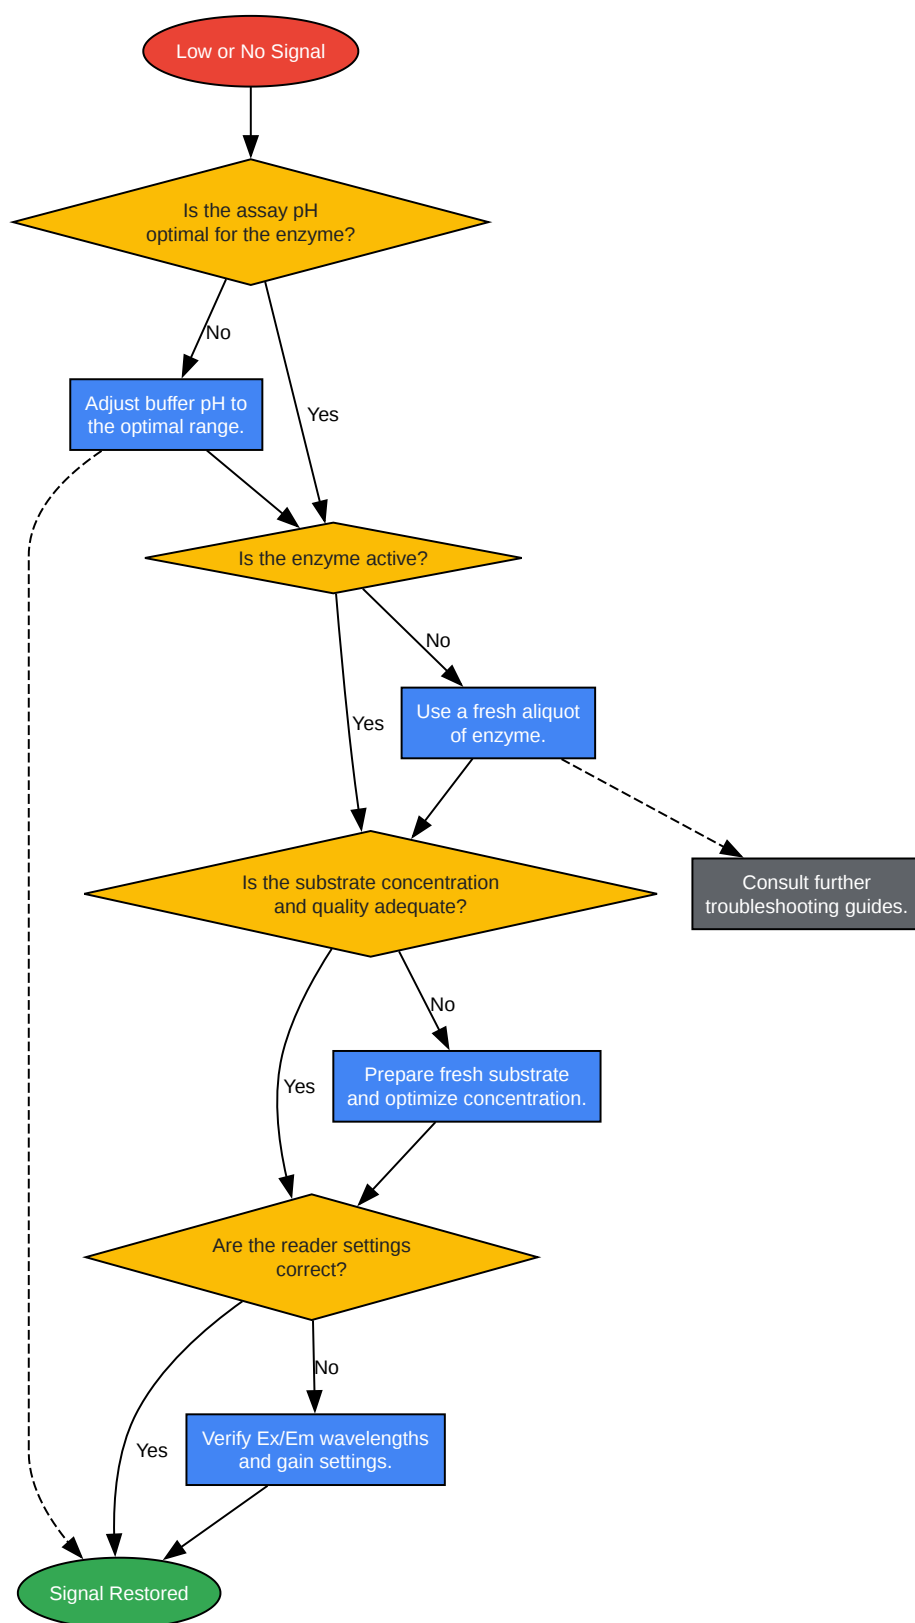 Low or No Signal
Is the assay pH
optimal for the enzyme?
No
Adjust buffer pH to
the optimal range.
Yes
Is the enzyme active?
No
Use a fresh aliquot
of enzyme.
Yes
Is the substrate concentration
and quality adequate?
Consult further
troubleshooting guides.
No
Prepare fresh substrate
and optimize concentration.
Yes
Are the reader settings
correct?
No
Verify Ex/Em wavelengths
and gain settings.
Yes
Signal Restored